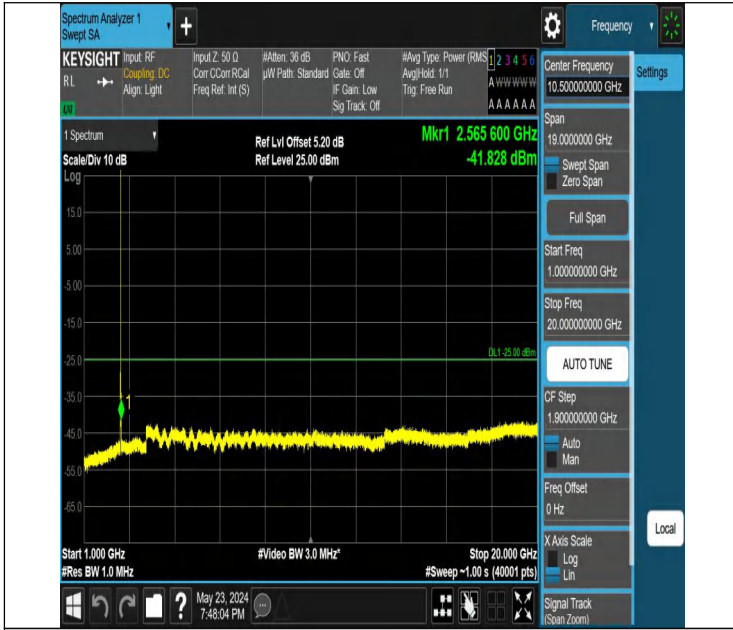 Spectrum Analyzer 1
Swept SA
+
Frequency
KEYSIGHT
RL
LXI
Input: RF
Coupling: DC
Align: Light
Input Z: 50 Ω
Corr CCorr RCal
Freq Ref: Int (S)
#Atten: 36 dB
µW Path: Standard
PNO: Fast
Gate: Off
IF Gain: Low
Sig Track: Off
#Avg Type: Power (RMS
Avg|Hold: 1/1
Trig: Free Run
1 2 3 4 5 6
A W W W W W
A A A A A A
1 Spectrum
Scale/Div 10 dB
Log
Ref Lvl Offset 5.20 dB
Ref Level 25.00 dBm
Mkr1 2.565 600 GHz
-41.828 dBm
15.0
5.00
-5.00
-15.0
-25.0
-35.0
-45.0
-55.0
-65.0
DL1 -25.00 dBm
1
Start 1.000 GHz
#Res BW 1.0 MHz
#Video BW 3.0 MHz*
Stop 20.000 GHz
#Sweep ~1.00 s (40001 pts)
Center Frequency
10.500000000 GHz
Settings
Span
19.0000000 GHz
Swept Span
Zero Span
Full Span
Start Freq
1.000000000 GHz
Stop Freq
20.000000000 GHz
AUTO TUNE
CF Step
1.900000000 GHz
Auto
Man
Freq Offset
0 Hz
X Axis Scale
Log
Lin
Local
Signal Track
(Span Zoom)
?
May 23, 2024
7:48:04 PM